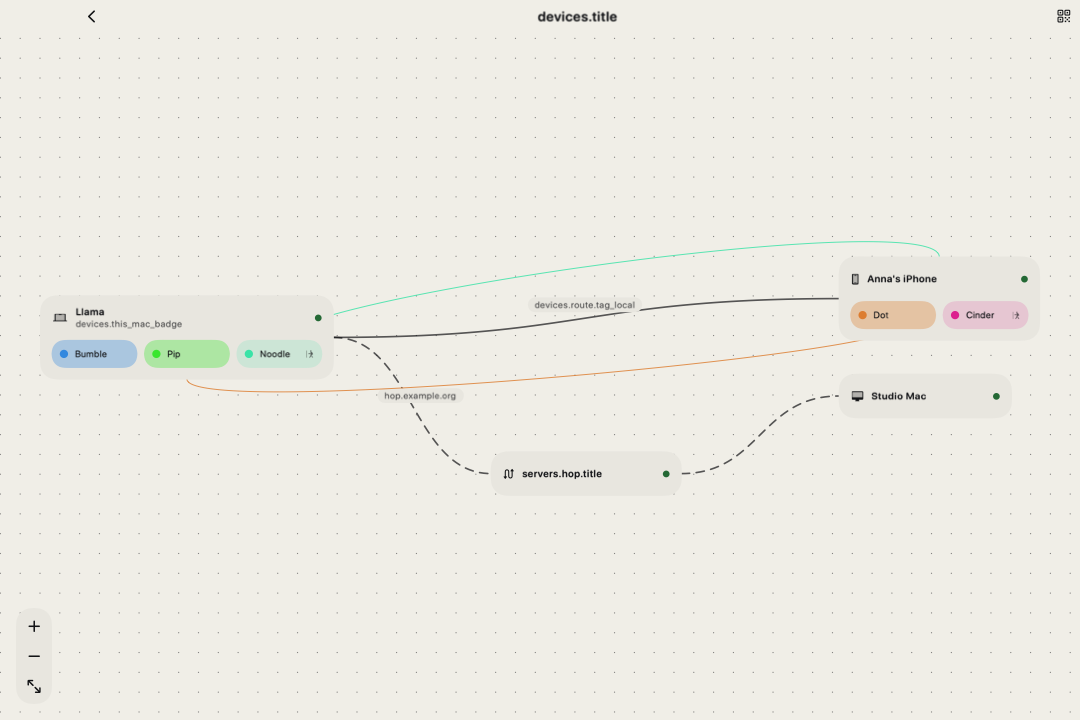 devices.title
Llama
devices.this_mac_badge
Bumble
Pip
Noodle
devices.route.tag_local
hop.example.org
servers.hop.title
Anna's iPhone
Dot
Cinder
Studio Mac